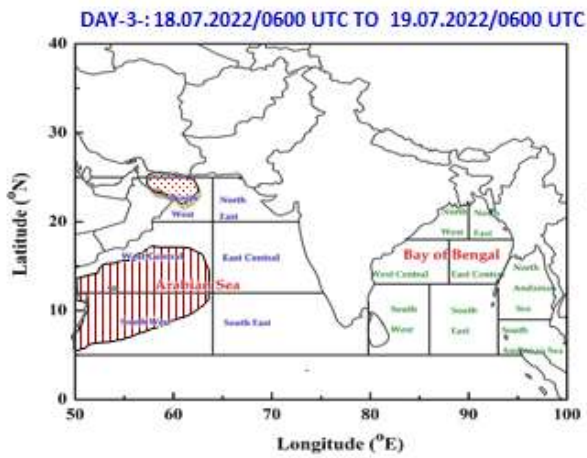 DAY-3-: 18.07.2022/0600 UTC TO 19.07.2022/0600 UTC
40
30
20
10
0
Latitude (°N)
50
60
70
80
90
100
Longitude (°E)
West
North
East
West Central
East Central
Arabian Sea
South West
South East
North
West
North
East
Bay of Bengal
West Central
East Central
South
West
South
East
North
Andaman
Sea
South
Andaman Sea